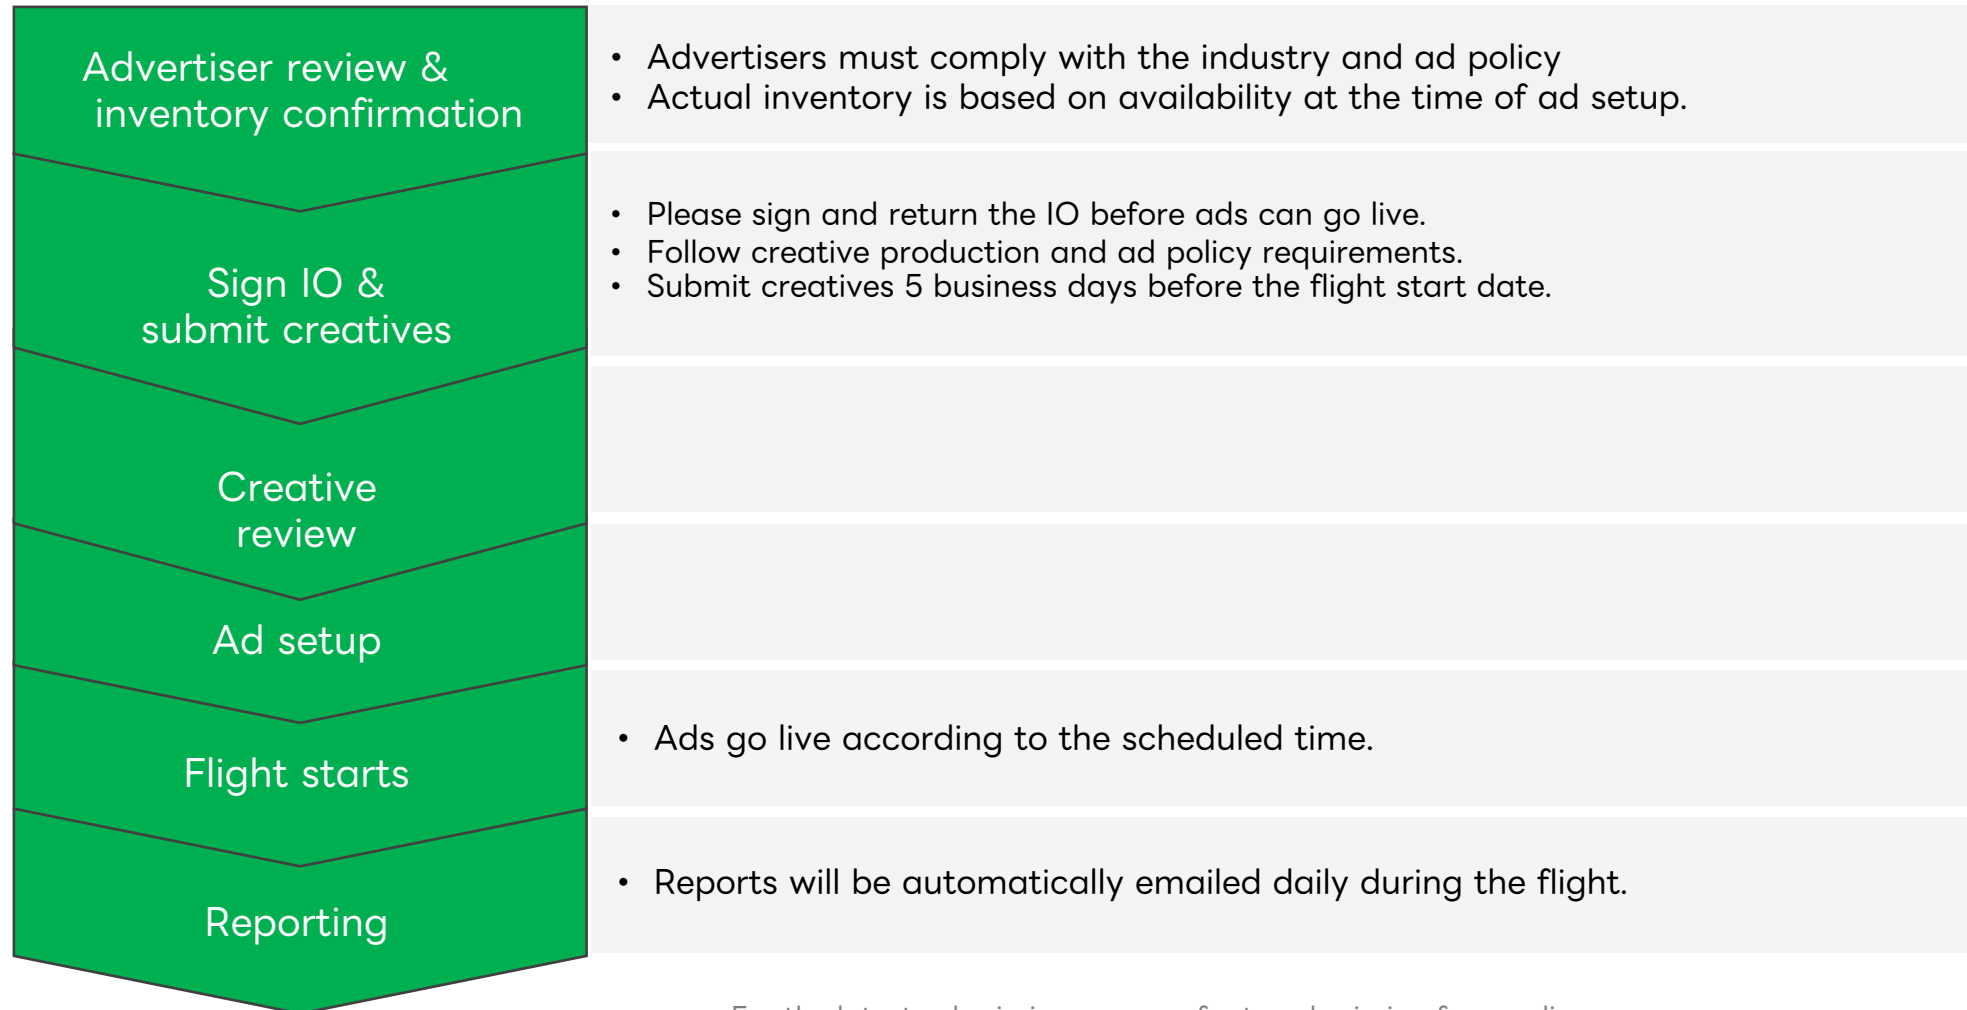 Advertiser review &
inventory confirmation
• Advertisers must comply with the industry and ad policy
• Actual inventory is based on availability at the time of ad setup.
Sign IO &
submit creatives
• Please sign and return the IO before ads can go live.
• Follow creative production and ad policy requirements.
• Submit creatives 5 business days before the flight start date.
Creative
review
Ad setup
Flight starts
• Ads go live according to the scheduled time.
Reporting
• Reports will be automatically emailed daily during the flight.